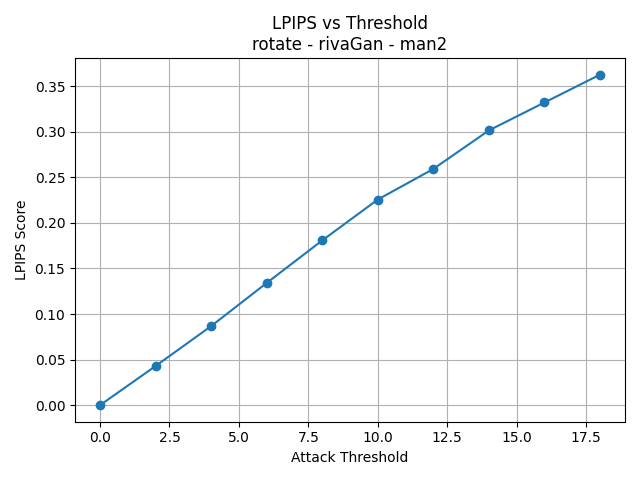 LPIPS vs Threshold
rotate - rivaGan - man2
LPIPS Score
0.35
0.30
0.25
0.20
0.15
0.10
0.05
0.00
0.0 2.5 5.0 7.5 10.0 12.5 15.0 17.5
Attack Threshold